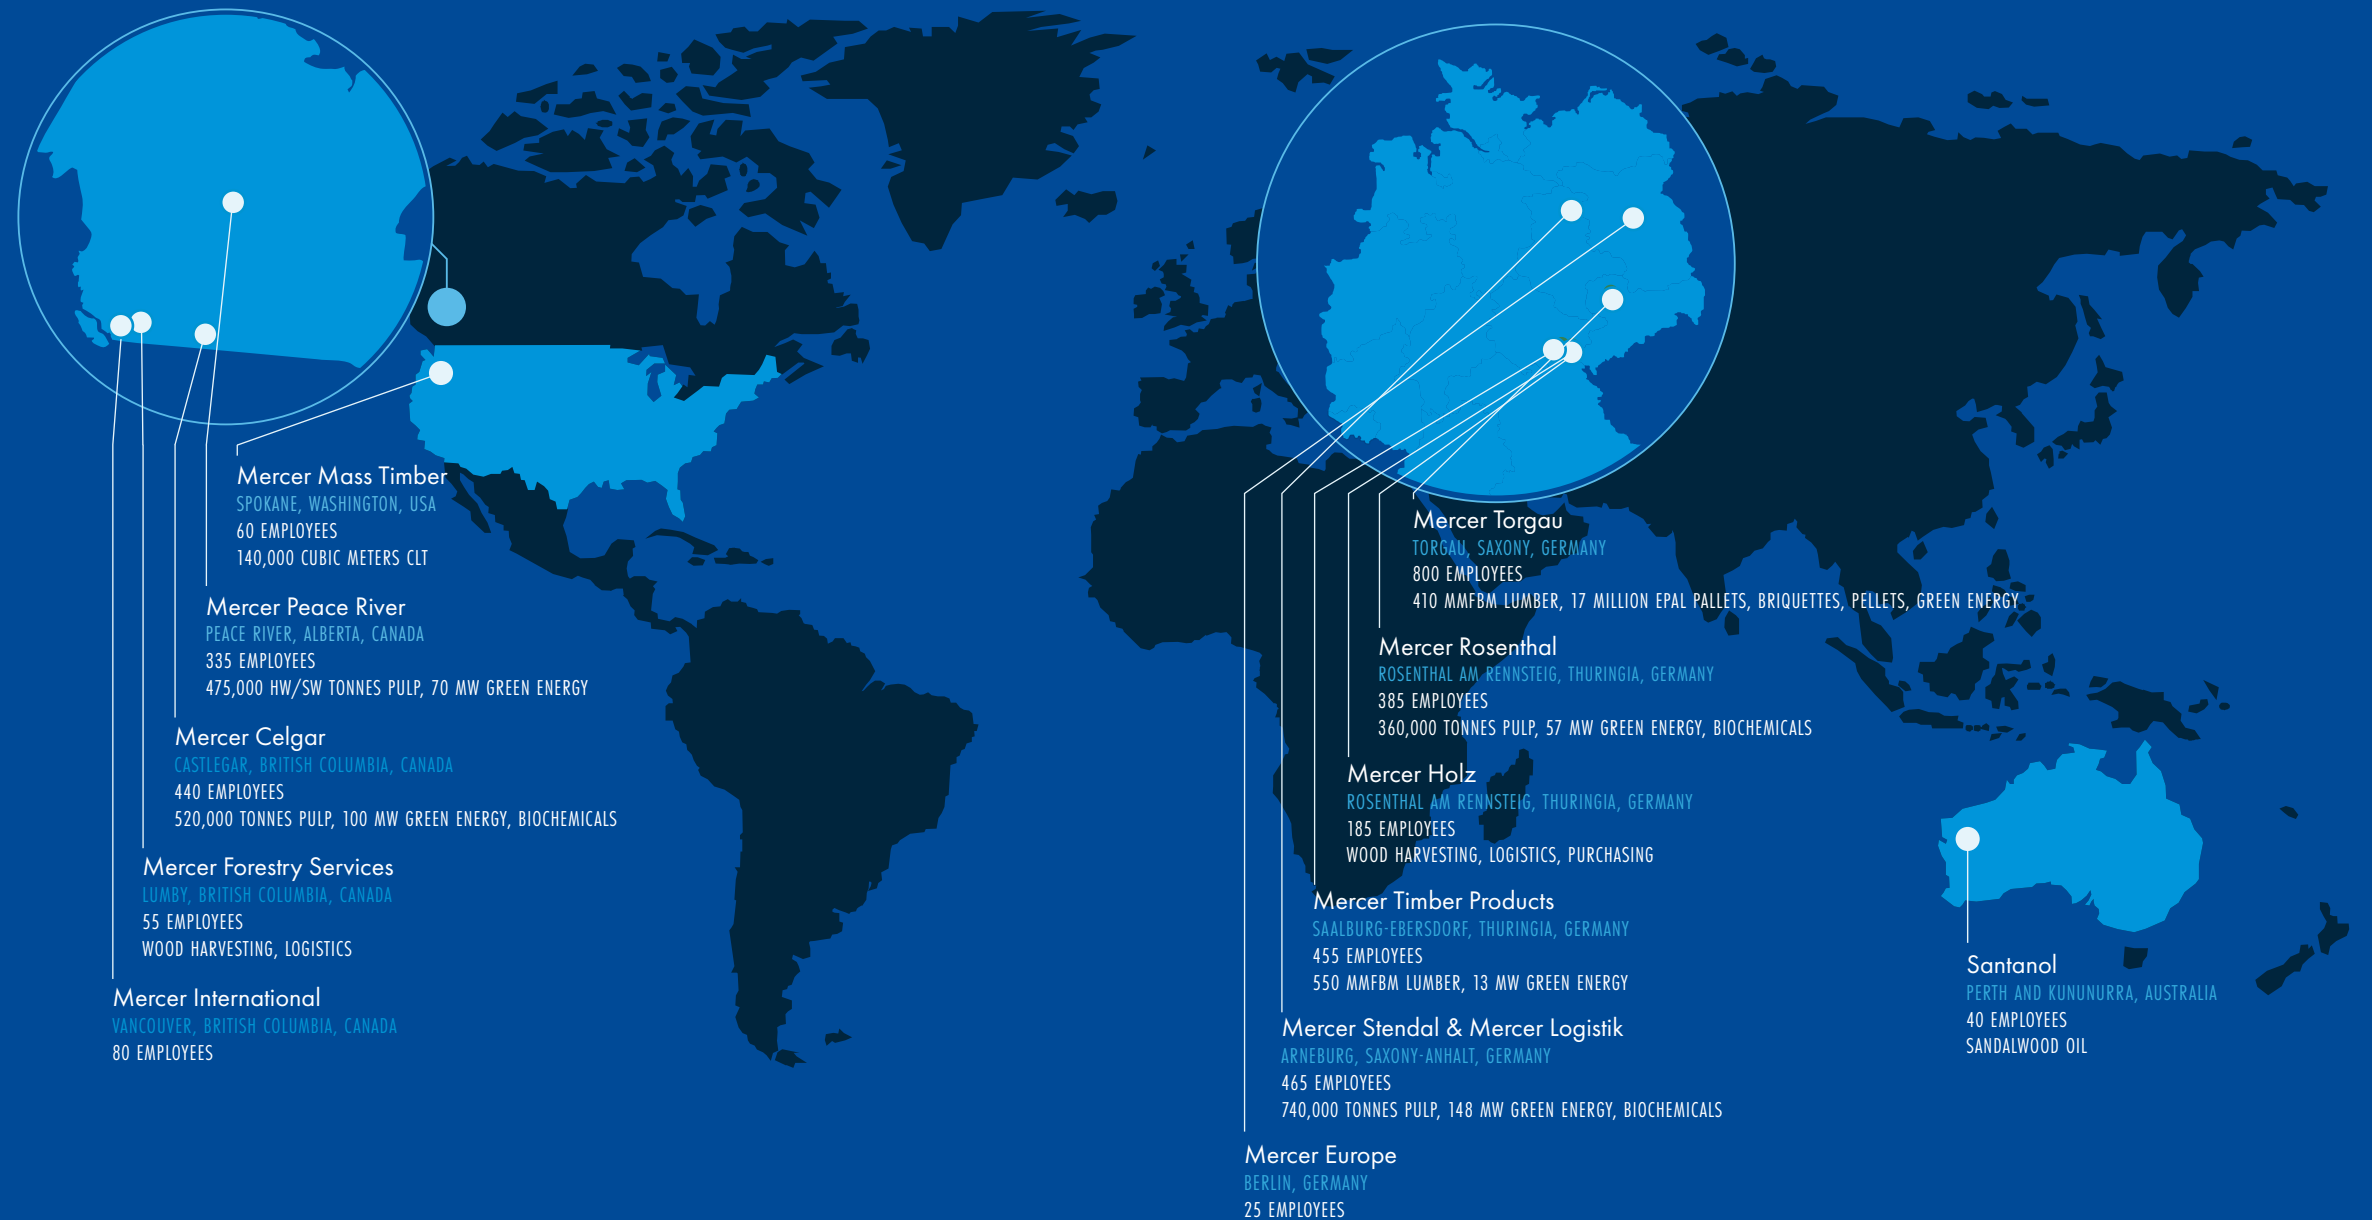 Mercer Mass Timber
SPOKANE, WASHINGTON, USA
60 EMPLOYEES
140,000 CUBIC METERS CLT
Mercer Peace River
PEACE RIVER, ALBERTA, CANADA
335 EMPLOYEES
475,000 HW/SW TONNES PULP, 70 MW GREEN ENERGY
Mercer Celgar
CASTLEGAR, BRITISH COLUMBIA, CANADA
440 EMPLOYEES
520,000 TONNES PULP, 100 MW GREEN ENERGY, BIOCHEMICALS
Mercer Forestry Services
LUMBY, BRITISH COLUMBIA, CANADA
55 EMPLOYEES
WOOD HARVESTING, LOGISTICS
Mercer International
VANCOUVER, BRITISH COLUMBIA, CANADA
80 EMPLOYEES
Mercer Torgau
TORGAU, SAXONY, GERMANY
800 EMPLOYEES
410 MMFBM LUMBER, 17 MILLION EPAL PALLETS, BRIQUETTES, PELLETS, GREEN ENERGY
Mercer Rosenthal
ROSENTHAL AM RENNSTEIG, THURINGIA, GERMANY
385 EMPLOYEES
360,000 TONNES PULP, 57 MW GREEN ENERGY, BIOCHEMICALS
Mercer Holz
ROSENTHAL AM RENNSTEIG, THURINGIA, GERMANY
185 EMPLOYEES
WOOD HARVESTING, LOGISTICS, PURCHASING
Mercer Timber Products
SAALBURG-EBERSDORF, THURINGIA, GERMANY
455 EMPLOYEES
550 MMFBM LUMBER, 13 MW GREEN ENERGY
Mercer Stendal & Mercer Logistik
ARNEBURG, SAXONY-ANHALT, GERMANY
465 EMPLOYEES
740,000 TONNES PULP, 148 MW GREEN ENERGY, BIOCHEMICALS
Mercer Europe
BERLIN, GERMANY
25 EMPLOYEES
Santanol
PERTH AND KUNUNURRA, AUSTRALIA
40 EMPLOYEES
SANDALWOOD OIL